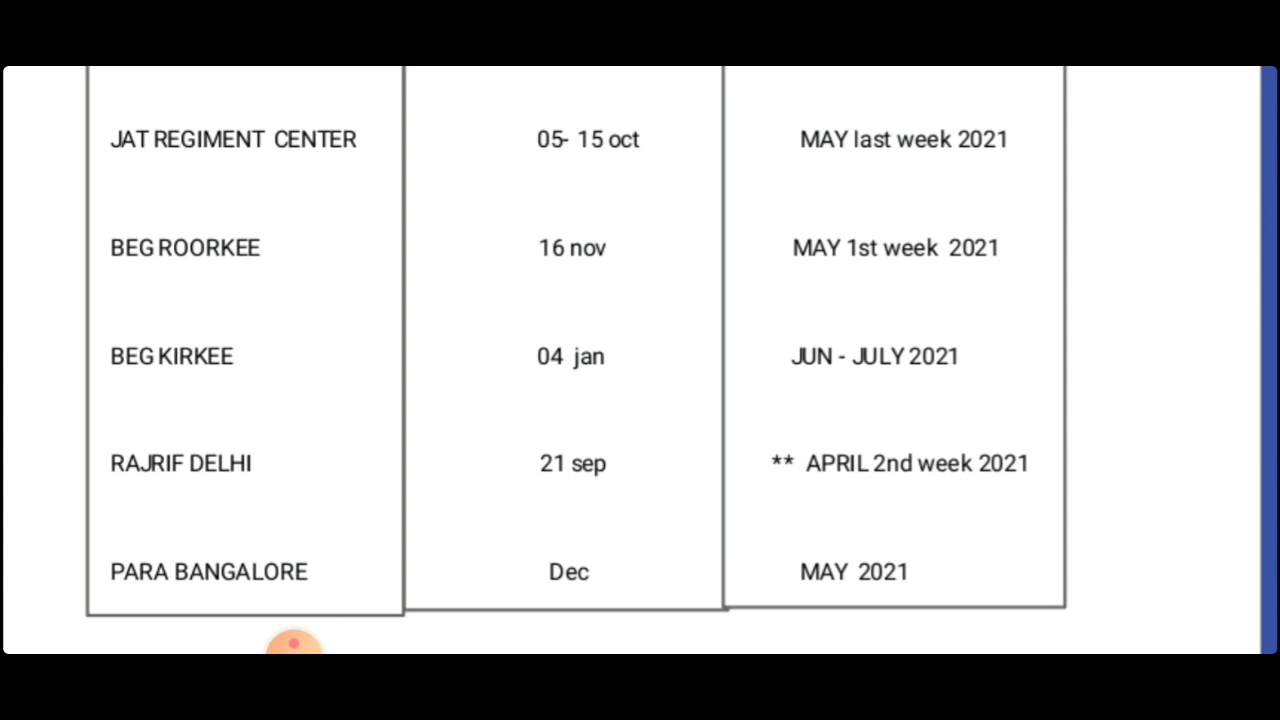 JAT REGIMENT CENTER 05- 15 oct MAY last week 2021
BEG ROORKEE 16 nov MAY 1st week 2021
BEG KIRKEE 04 jan JUN - JULY 2021
RAJRIF DELHI 21 sep ** APRIL 2nd week 2021
PARA BANGALORE Dec MAY 2021